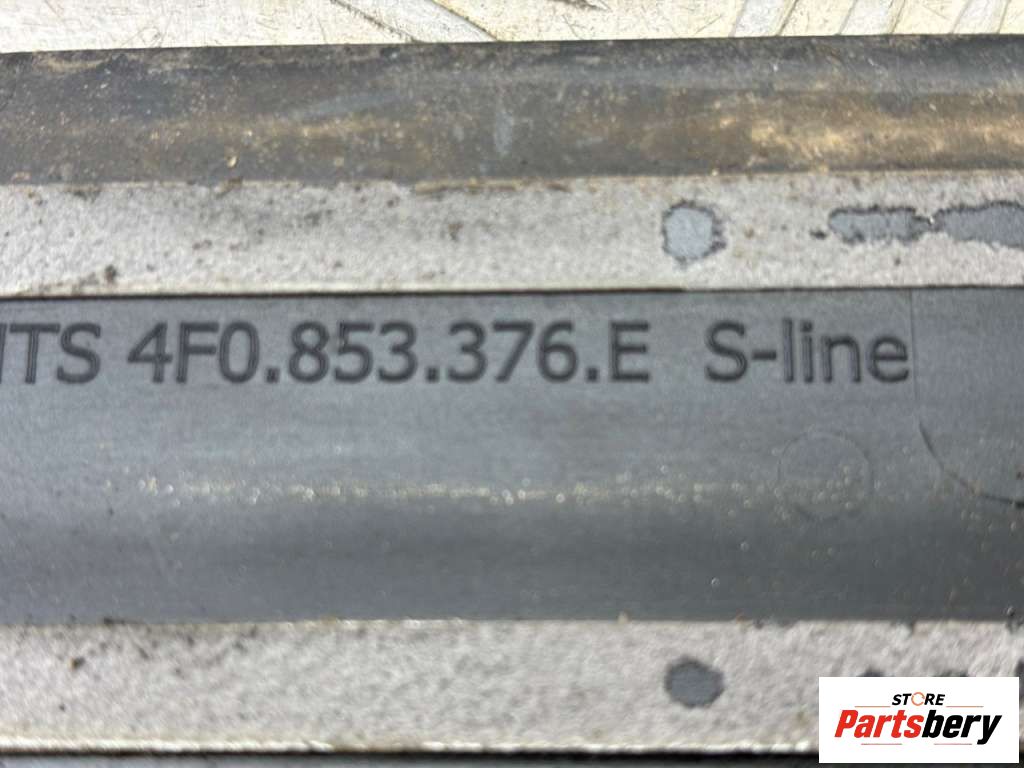 TS 4F0.853.376.E S-line
STORE
Partsbery